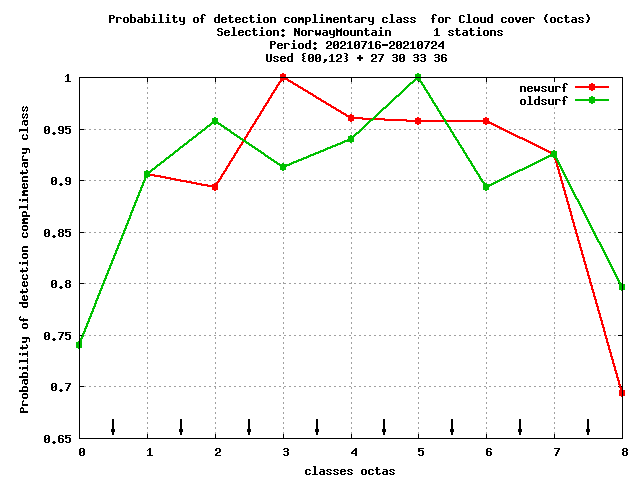 Probability of detection complimentary class  for Cloud cover (octas)
Selection: NorwayMountain      1 stations
Period: 20210716-20210724
Used {00,12} + 27 30 33 36
newsurf
oldsurf
Probability of detection complimentary class
1
0,95
0,9
0,85
0,8
0,75
0,7
0,65
0 1 2 3 4 5 6 7 8
classes octas